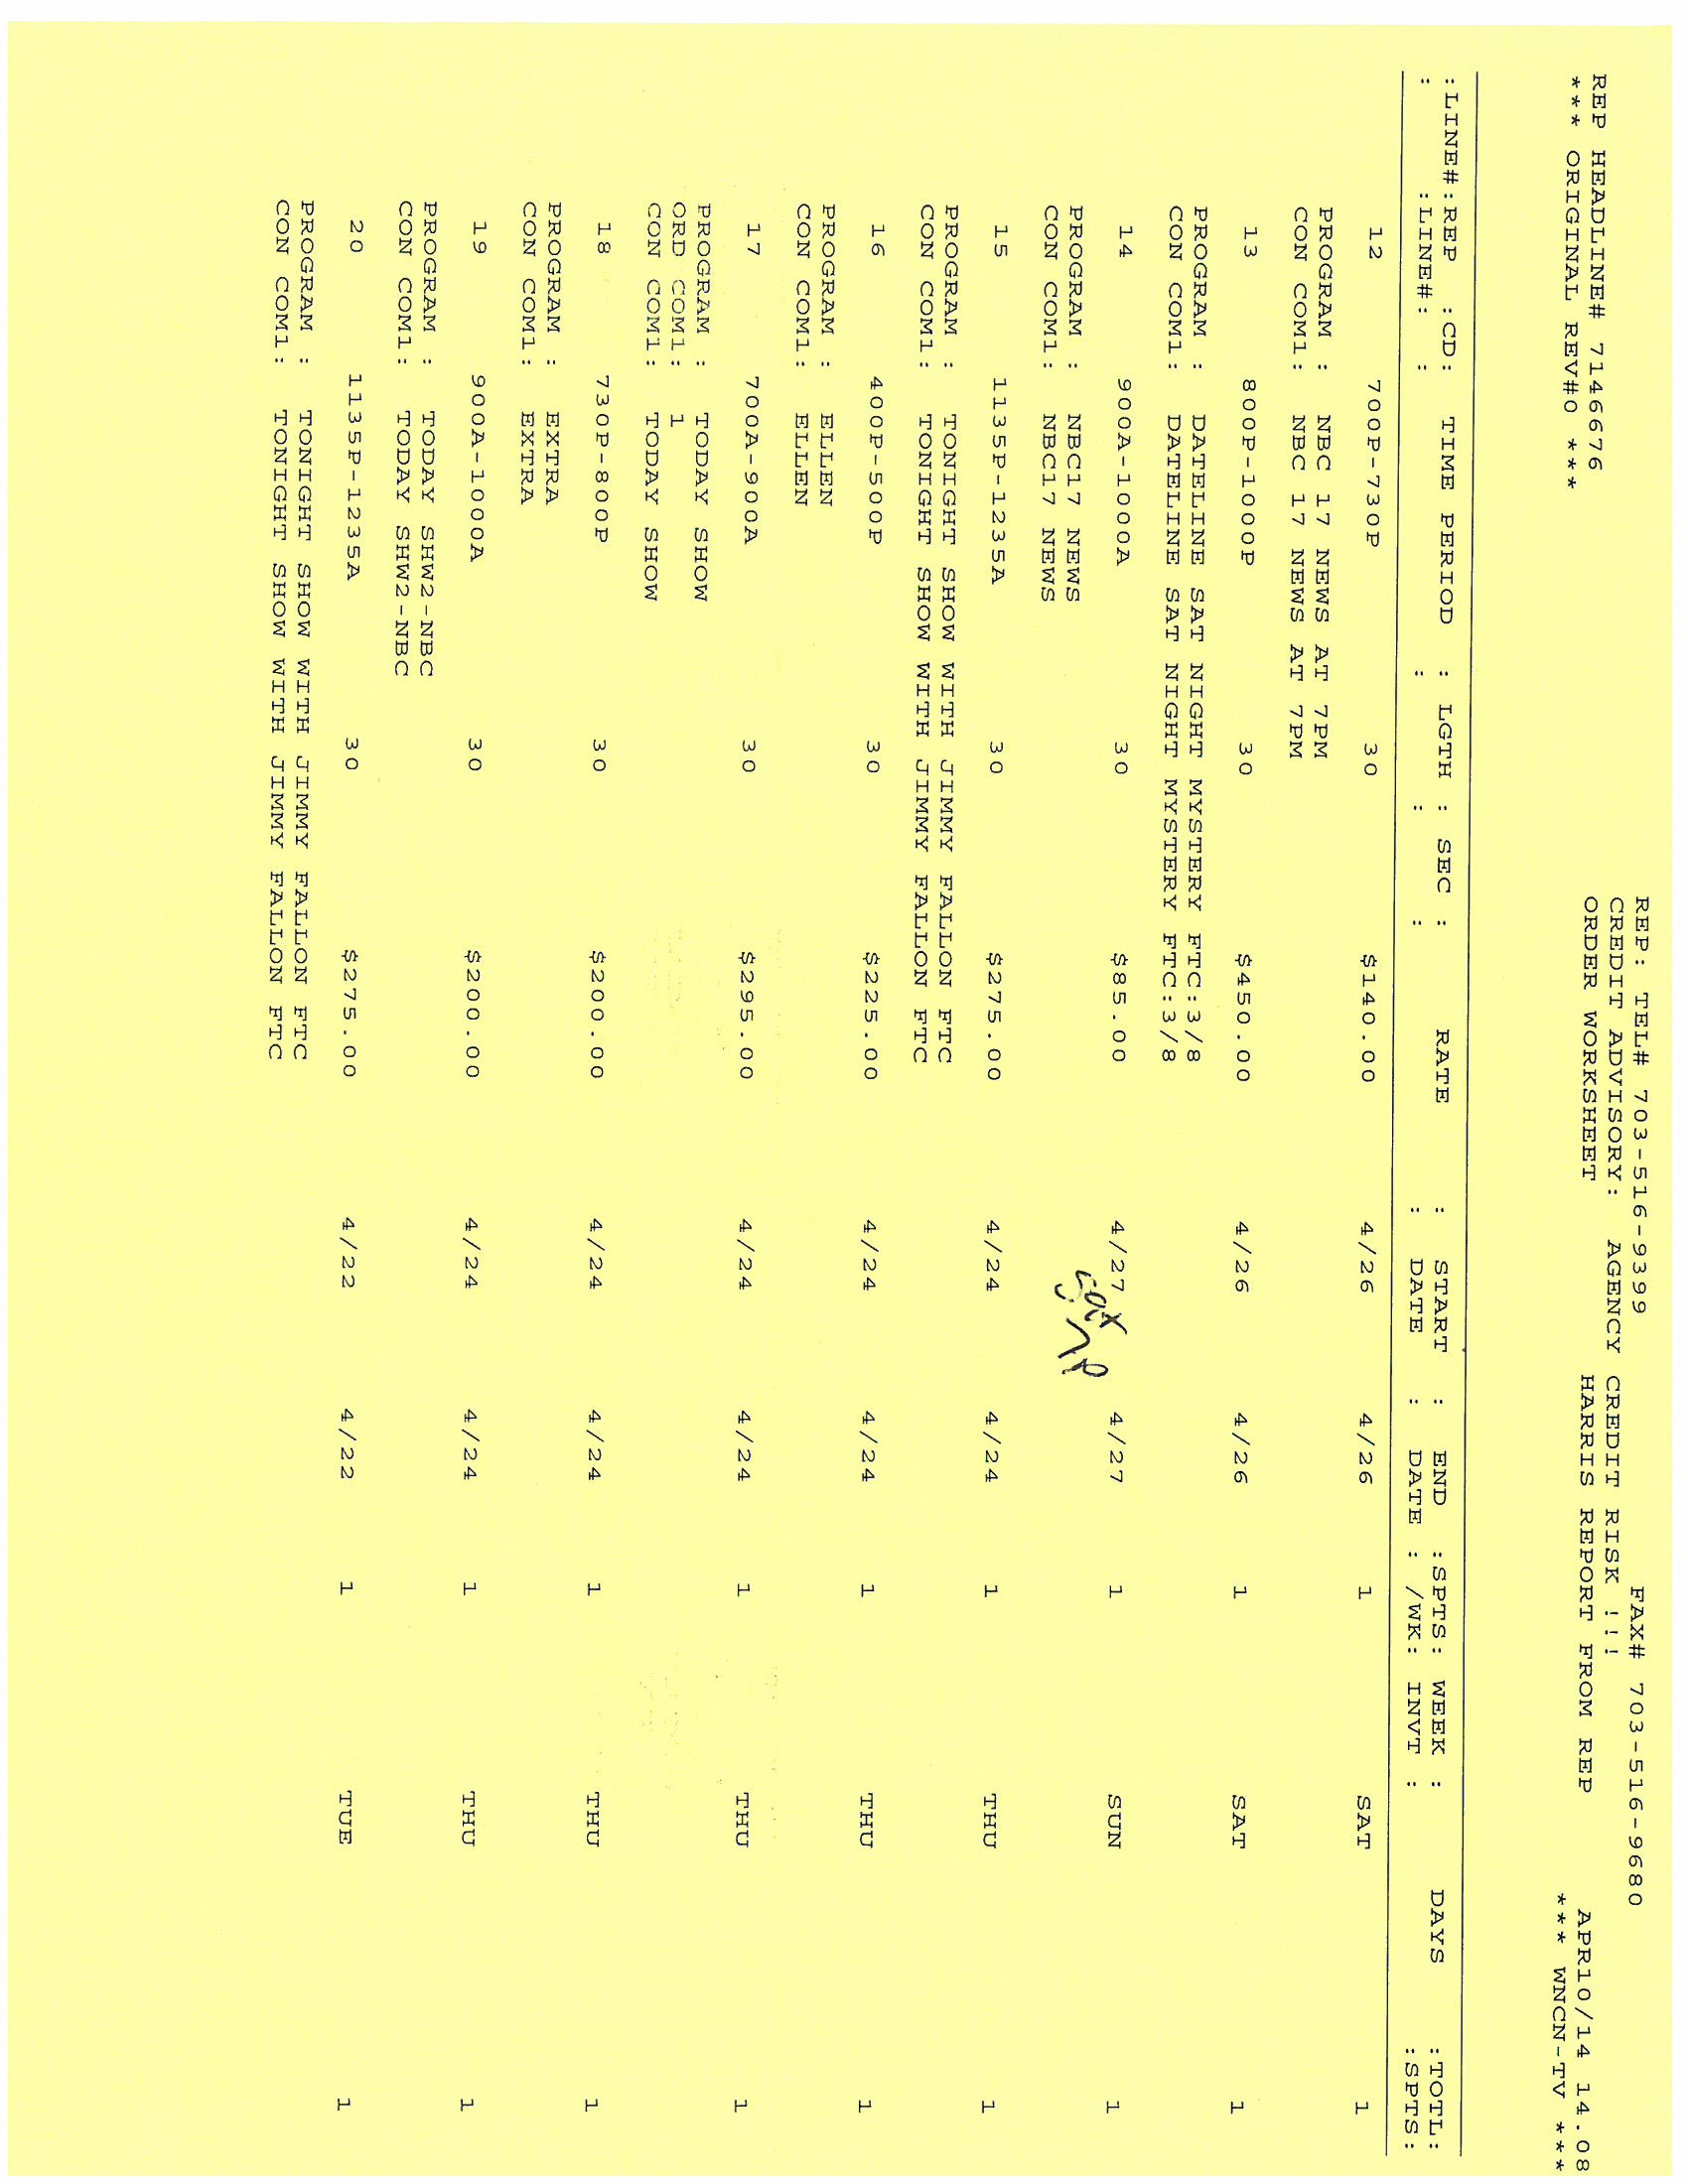 REP: TEL# 703-516-9399 FAX# 703-516-9680
CREDIT ADVISORY: AGENCY CREDIT RISK !!!
REP HEADLINE# 7146676 ORDER WORKSHEET HARRIS REPORT FROM REP APR10/14 14.08
*** ORIGINAL REV#0 *** *** WNCN-TV ***
:LINE#:REP :CD: TIME PERIOD : LGTH : SEC : RATE : START : END :SPTS: WEEK : DAYS :TOTL:
: :LINE#: : : : : : DATE : DATE : /WK: INVT : :SPTS:
12 700P-730P 30 $140.00 4/26 4/26 1 SAT 1
PROGRAM : NBC 17 NEWS AT 7PM
CON COM1: NBC 17 NEWS AT 7PM
13 800P-1000P 30 $450.00 4/26 4/26 1 SAT 1
PROGRAM : DATELINE SAT NIGHT MYSTERY FTC:3/8
CON COM1: DATELINE SAT NIGHT MYSTERY FTC:3/8
14 900A-1000A 30 $85.00 4/27 4/27 1 SUN 1
Sat 7p
PROGRAM : NBC17 NEWS
CON COM1: NBC17 NEWS
15 1135P-1235A 30 $275.00 4/24 4/24 1 THU 1
PROGRAM : TONIGHT SHOW WITH JIMMY FALLON FTC
CON COM1: TONIGHT SHOW WITH JIMMY FALLON FTC
16 400P-500P 30 $225.00 4/24 4/24 1 THU 1
PROGRAM : ELLEN
CON COM1: ELLEN
17 700A-900A 30 $295.00 4/24 4/24 1 THU 1
PROGRAM : TODAY SHOW
ORD COM1: 1
CON COM1: TODAY SHOW
18 730P-800P 30 $200.00 4/24 4/24 1 THU 1
PROGRAM : EXTRA
CON COM1: EXTRA
19 900A-1000A 30 $200.00 4/24 4/24 1 THU 1
PROGRAM : TODAY SHW2-NBC
CON COM1: TODAY SHW2-NBC
20 1135P-1235A 30 $275.00 4/22 4/22 1 TUE 1
PROGRAM : TONIGHT SHOW WITH JIMMY FALLON FTC
CON COM1: TONIGHT SHOW WITH JIMMY FALLON FTC